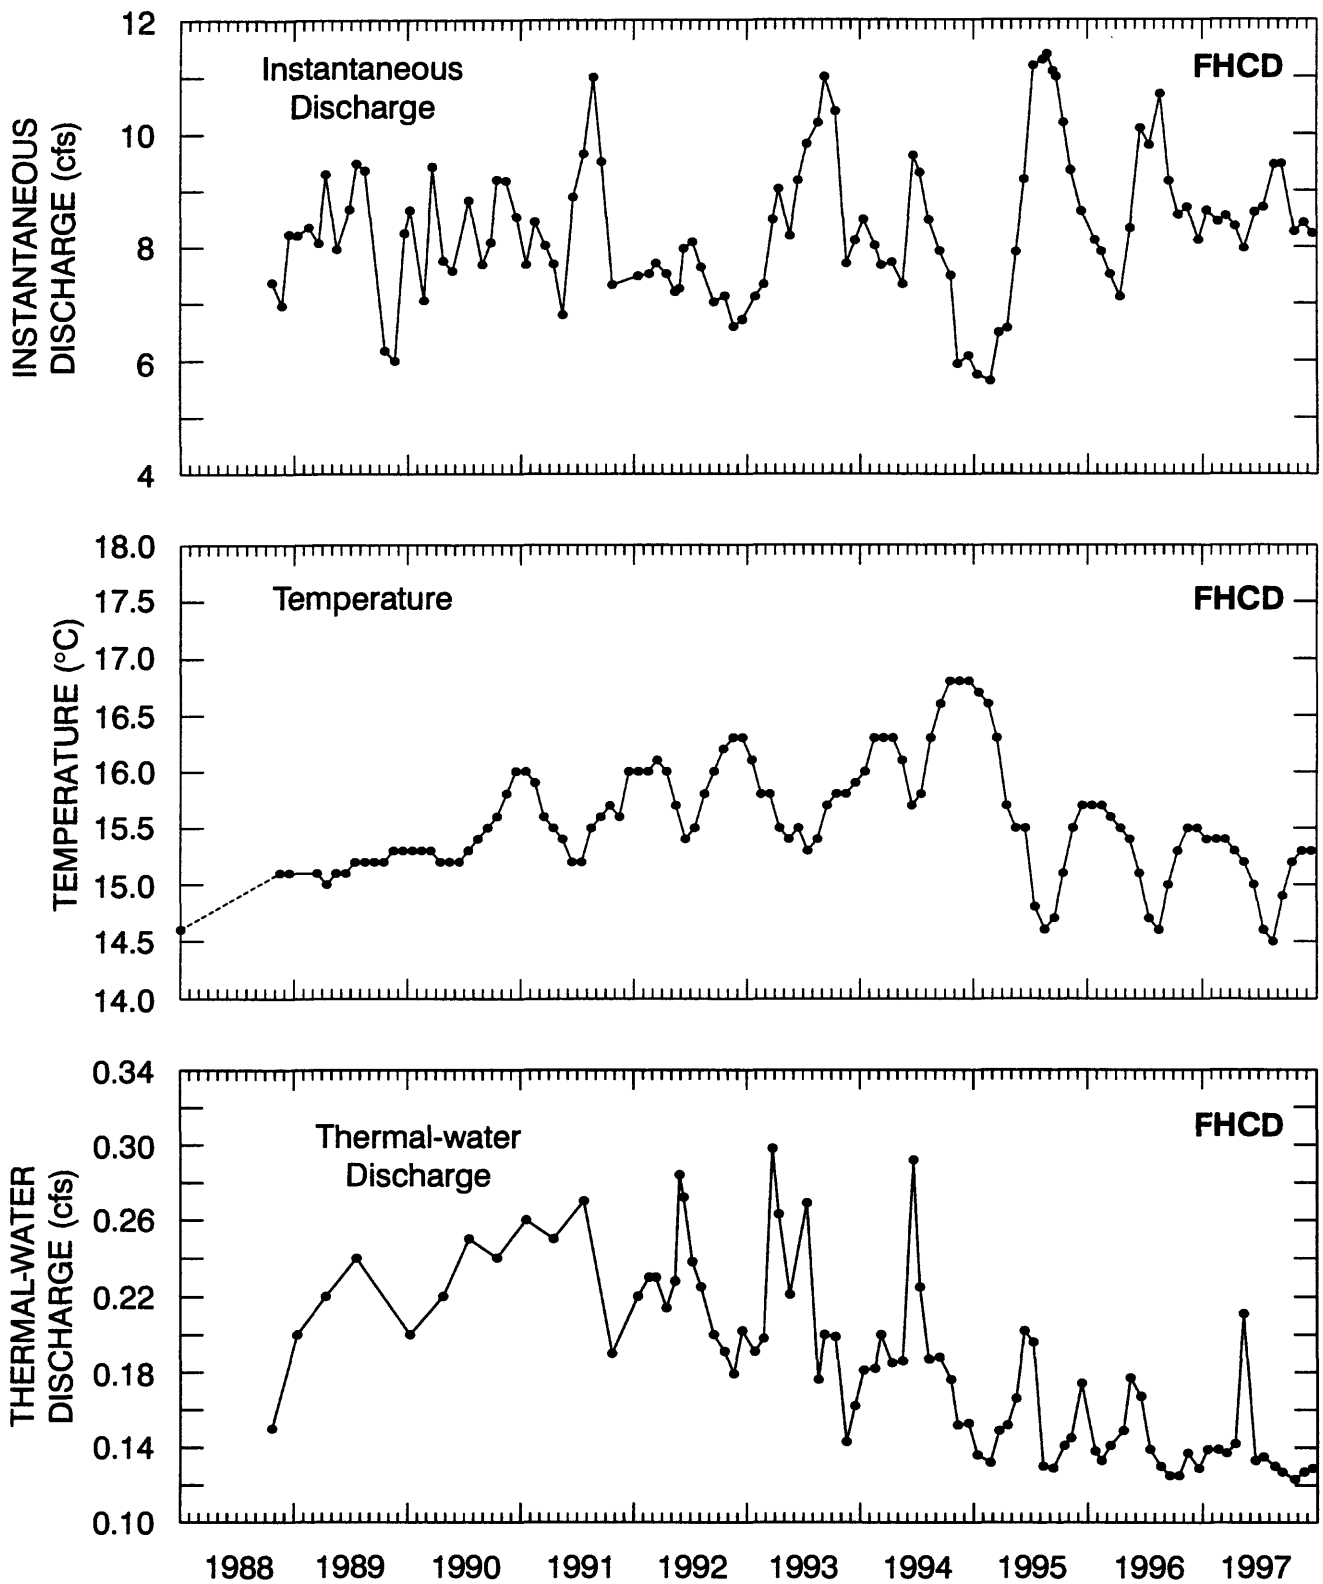 12
10
8
6
4
INSTANTANEOUS
DISCHARGE (cfs)
Instantaneous
Discharge
FHCD
18.0
17.5
17.0
16.5
16.0
15.5
15.0
14.5
14.0
TEMPERATURE (°C)
Temperature
FHCD
0.34
0.30
0.26
0.22
0.18
0.14
0.10
THERMAL-WATER
DISCHARGE (cfs)
Thermal-water
Discharge
FHCD
1988 1989 1990 1991 1992 1993 1994 1995 1996 1997